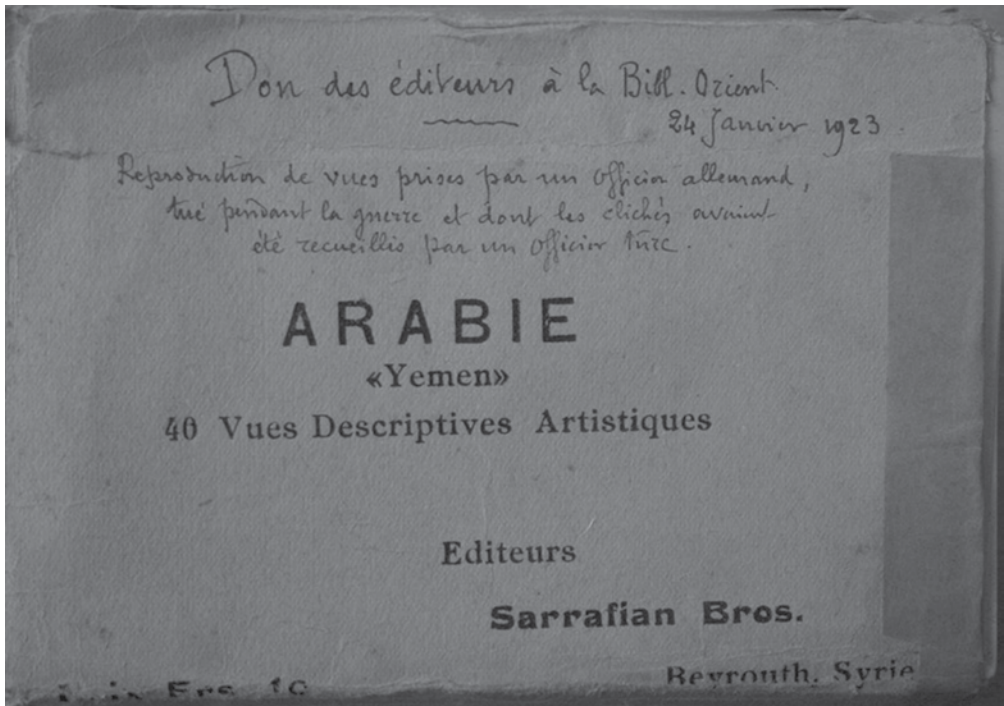 Don des éditeurs à la Bibl. Orient.
24 Janvier 1923.
Reproduction de vues prises par un officier allemand,
tué pendant la guerre et dont les clichés avaient
été recueillis par un officier turc.
ARABIE
«Yemen»
40 Vues Descriptives Artistiques
Editeurs
Sarrafian Bros.
Beyrouth. Syrie
Frs